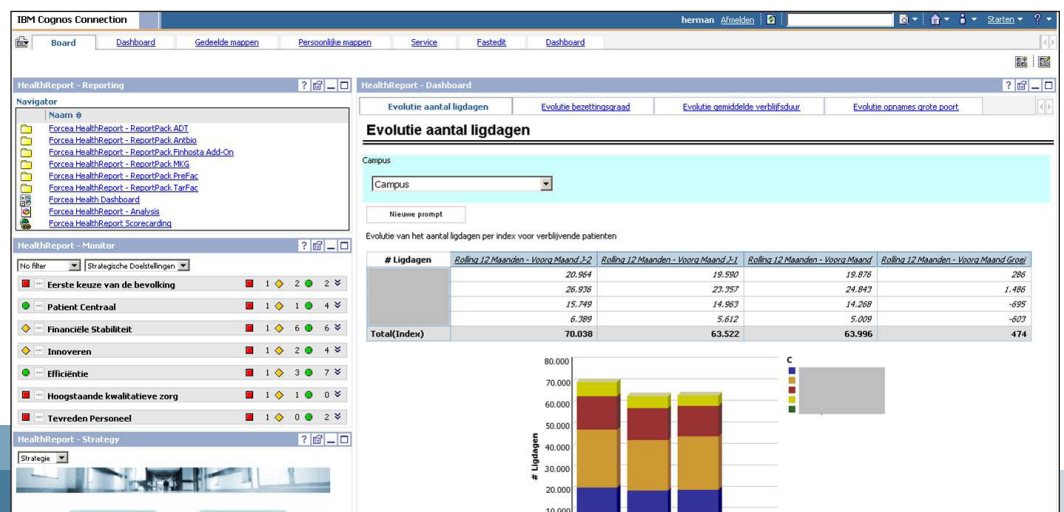 IBM Cognos Connection
herman Afmelden Starten ?
Board Dashboard Gedeelde mappen Persoonlijke mappen Service Fastedit Dashboard
HealthReport - Reporting
Navigator
Naam
Forcea HealthReport - ReportPack ADT
Forcea HealthReport - ReportPack Antbio
Forcea HealthReport - ReportPack Finhosta Add-On
Forcea HealthReport - ReportPack MKG
Forcea HealthReport - ReportPack PreFac
Forcea HealthReport - ReportPack TarFac
Forcea Health Dashboard
Forcea HealthReport - Analysis
Forcea HealthReport Scorecarding
HealthReport - Monitor
No filter Strategische Doelstellingen
Eerste keuze van de bevolking 1 2 2
Patient Centraal 1 1 4
Financiële Stabiliteit 1 6 6
Innoveren 1 2 4
Efficiëntie 1 3 7
Hoogstaande kwalitatieve zorg 1 1 0
Tevreden Personeel 1 0 2
HealthReport - Strategy
Strategie
HealthReport - Dashboard
Evolutie aantal ligdagen Evolutie bezettingsgraad Evolutie gemiddelde verblijfsduur Evolutie opnames grote poort
Evolutie aantal ligdagen
Campus
Campus
Nieuwe prompt
Evolutie van het aantal ligdagen per index voor verblijvende patienten
# Ligdagen Rolling 12 Maanden - Voorg Maand J-2 Rolling 12 Maanden - Voorg Maand J-1 Rolling 12 Maanden - Voorg Maand Rolling 12 Maanden - Voorg Maand Groei
20.964 19.590 19.876 286
26.936 23.357 24.843 1.486
15.749 14.963 14.268 -695
6.389 5.612 5.009 -603
Total(Index) 70.038 63.522 63.996 474
80.000
70.000
60.000
50.000
40.000
30.000
20.000
10.000
# Ligdagen
C